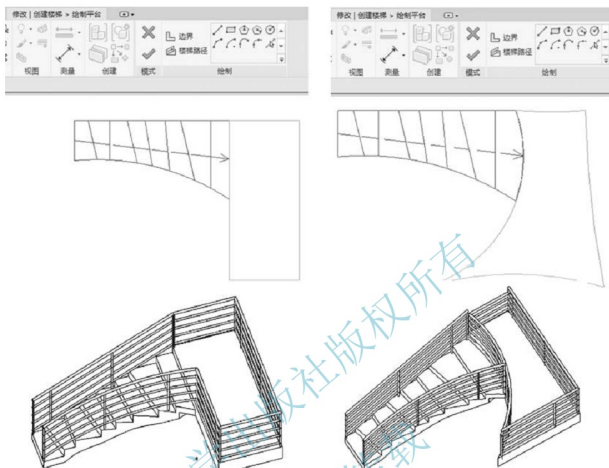 修改 | 创建楼梯 > 绘制平台
边界
楼梯路径
视图 测量 创建 模式 绘制
修改 | 创建楼梯 > 绘制平台
边界
楼梯路径
视图 测量 创建 模式 绘制
学出版社版权所有